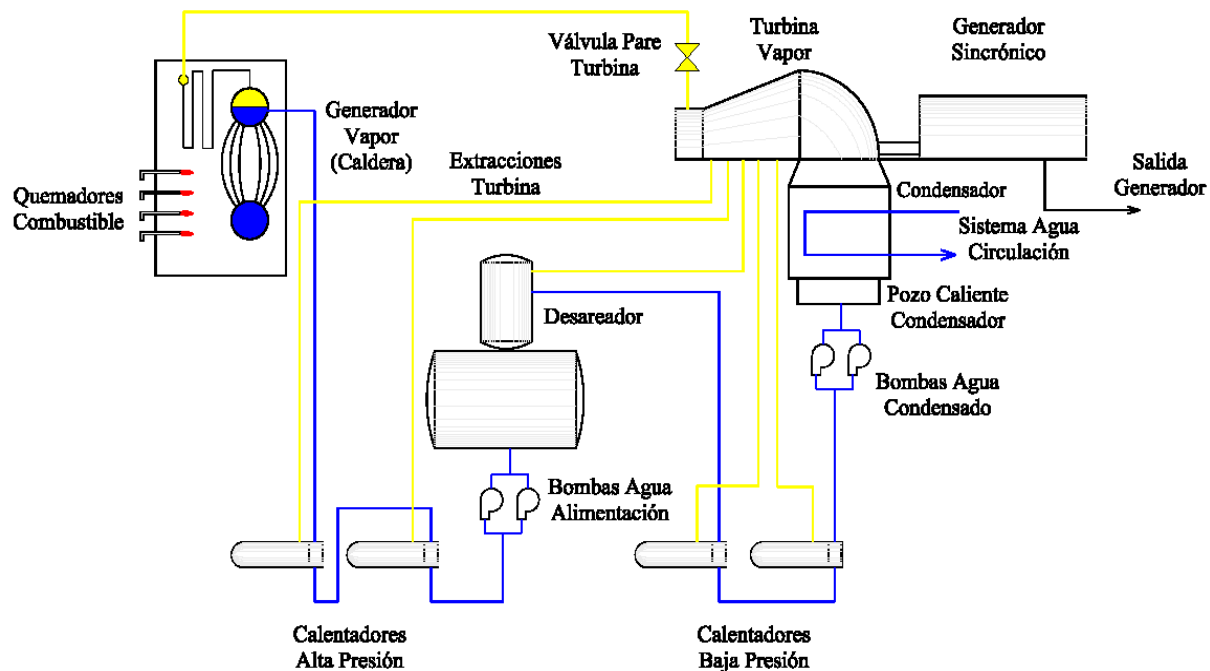 Válvula Pare
Turbina
Turbina
Vapor
Generador
Sincrónico
Generador
Vapor
(Caldera)
Extracciones
Turbina
Quemadores
Combustible
Salida
Generador
Condensador
Sistema Agua
Circulación
Desareador
Pozo Caliente
Condensador
Bombas Agua
Condensado
Bombas Agua
Alimentación
Calentadores
Alta Presión
Calentadores
Baja Presión